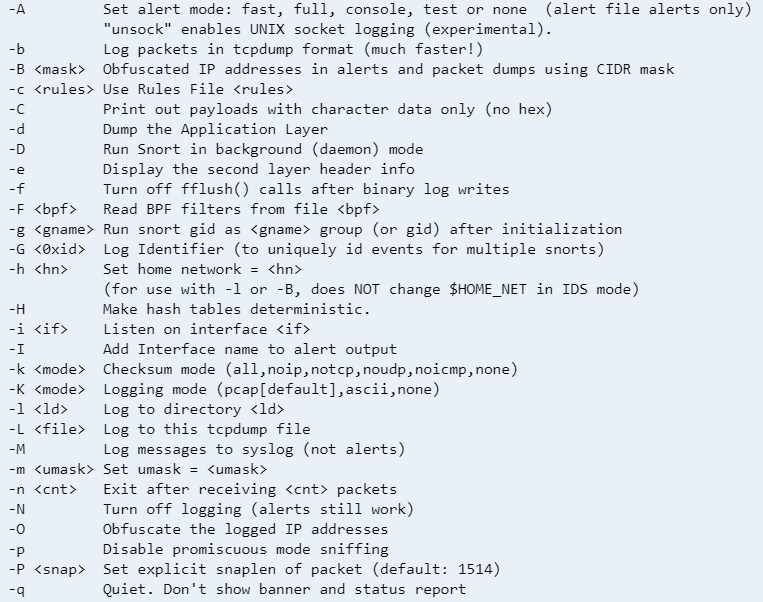 -A         Set alert mode: fast, full, console, test or none  (alert file alerts only)
           "unsock" enables UNIX socket logging (experimental).
-b         Log packets in tcpdump format (much faster!)
-B <mask>  Obfuscated IP addresses in alerts and packet dumps using CIDR mask
-c <rules> Use Rules File <rules>
-C         Print out payloads with character data only (no hex)
-d         Dump the Application Layer
-D         Run Snort in background (daemon) mode
-e         Display the second layer header info
-f         Turn off fflush() calls after binary log writes
-F <bpf>   Read BPF filters from file <bpf>
-g <gname> Run snort gid as <gname> group (or gid) after initialization
-G <0xid>  Log Identifier (to uniquely id events for multiple snorts)
-h <hn>    Set home network = <hn>
           (for use with -l or -B, does NOT change $HOME_NET in IDS mode)
-H         Make hash tables deterministic.
-i <if>    Listen on interface <if>
-I         Add Interface name to alert output
-k <mode>  Checksum mode (all,noip,notcp,noudp,noicmp,none)
-K <mode>  Logging mode (pcap[default],ascii,none)
-l <ld>    Log to directory <ld>
-L <file>  Log to this tcpdump file
-M         Log messages to syslog (not alerts)
-m <umask> Set umask = <umask>
-n <cnt>   Exit after receiving <cnt> packets
-N         Turn off logging (alerts still work)
-O         Obfuscate the logged IP addresses
-p         Disable promiscuous mode sniffing
-P <snap>  Set explicit snaplen of packet (default: 1514)
-q         Quiet. Don't show banner and status report